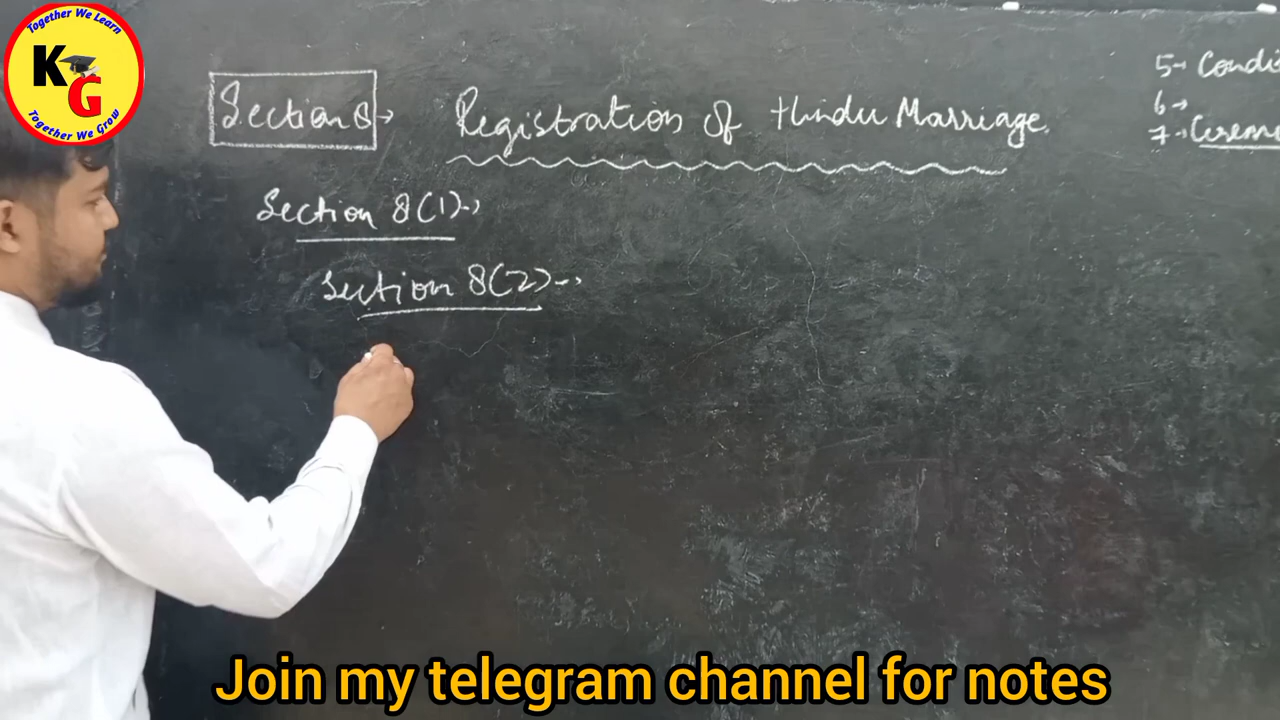 Together We Learn
KG
Together We Grow
Section 8→ Registration of Hindu Marriage.
5→ Condi
6→
7→ Cerem
Section 8(1)→
Section 8(2)→
Join my telegram channel for notes